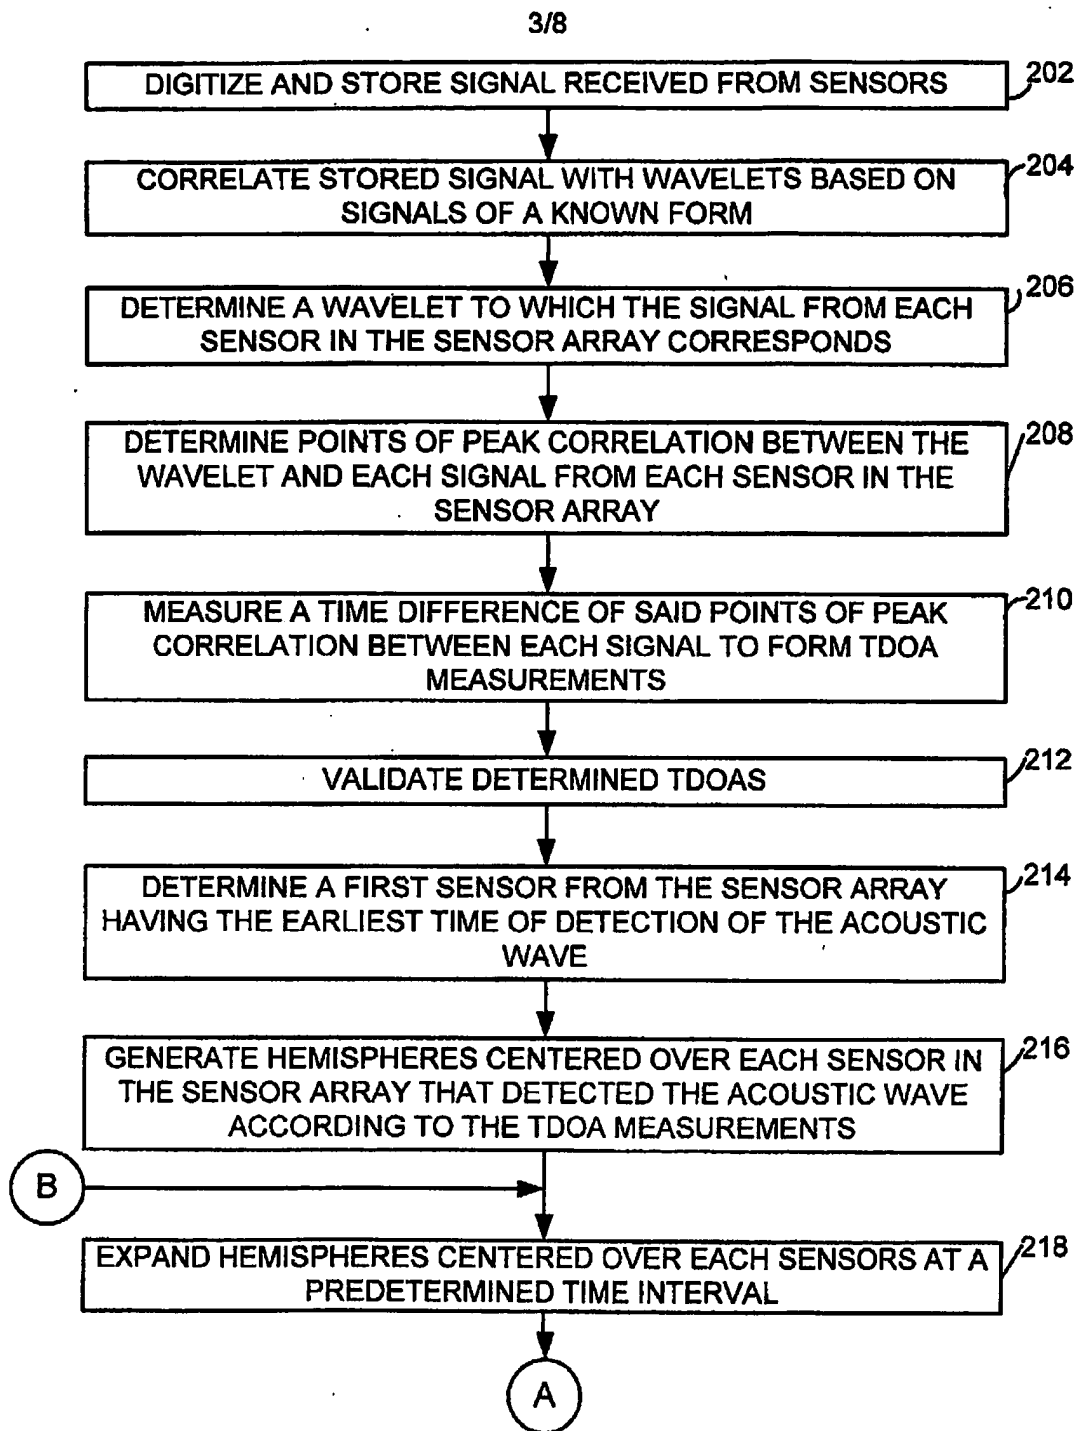 3/8
DIGITIZE AND STORE SIGNAL RECEIVED FROM SENSORS
202
CORRELATE STORED SIGNAL WITH WAVELETS BASED ON
SIGNALS OF A KNOWN FORM
204
DETERMINE A WAVELET TO WHICH THE SIGNAL FROM EACH
SENSOR IN THE SENSOR ARRAY CORRESPONDS
206
DETERMINE POINTS OF PEAK CORRELATION BETWEEN THE
WAVELET AND EACH SIGNAL FROM EACH SENSOR IN THE
SENSOR ARRAY
208
MEASURE A TIME DIFFERENCE OF SAID POINTS OF PEAK
CORRELATION BETWEEN EACH SIGNAL TO FORM TDOA
MEASUREMENTS
210
VALIDATE DETERMINED TDOAS
212
DETERMINE A FIRST SENSOR FROM THE SENSOR ARRAY
HAVING THE EARLIEST TIME OF DETECTION OF THE ACOUSTIC
WAVE
214
GENERATE HEMISPHERES CENTERED OVER EACH SENSOR IN
THE SENSOR ARRAY THAT DETECTED THE ACOUSTIC WAVE
ACCORDING TO THE TDOA MEASUREMENTS
216
B
EXPAND HEMISPHERES CENTERED OVER EACH SENSORS AT A
PREDETERMINED TIME INTERVAL
218
A